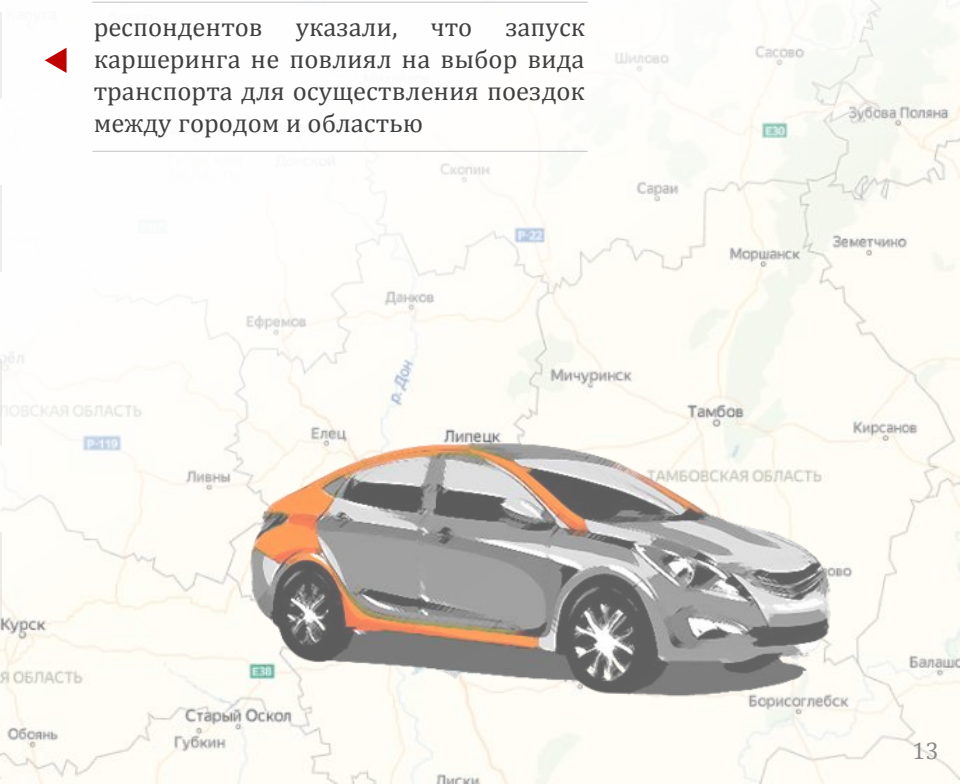 респондентов указали, что запуск
каршеринга не повлиял на выбор вида
транспорта для осуществления поездок
между городом и областью
Шилово
Сасово
Зубова Поляна
E30
Скопин
Сараи
Р-22
Моршанск
Земетчино
Данков
Ефремов
р. Дон
Мичуринск
Тамбов
Кирсанов
Елец
Липецк
Р-119
Ливны
ТАМБОВСКАЯ ОБЛАСТЬ
Курск
E38
Балашо
Борисоглебск
Старый Оскол
Обоянь
Губкин
13
Лиски